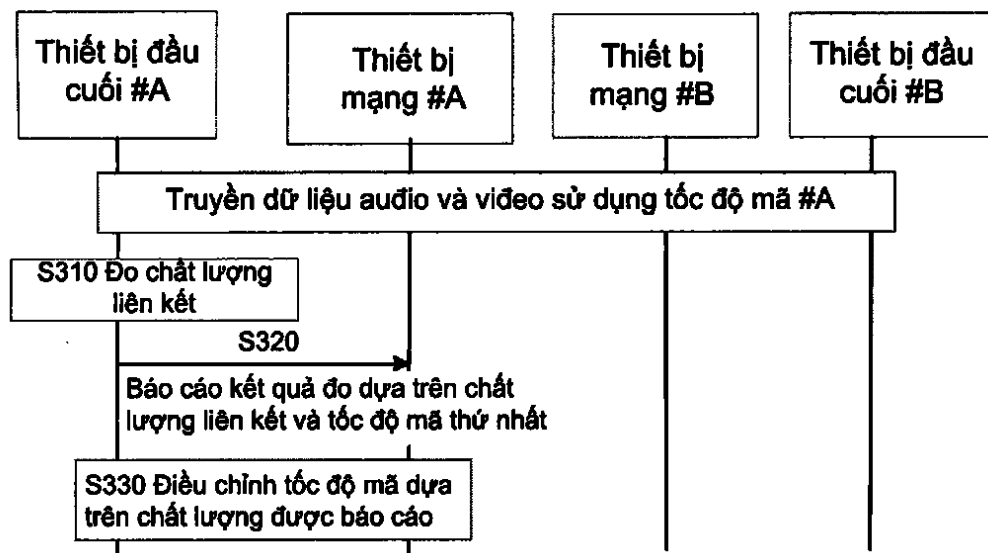 Thiết bị đầu
cuối #A
Thiết bị
mạng #A
Thiết bị
mạng #B
Thiết bị đầu
cuối #B
Truyền dữ liệu audio và video sử dụng tốc độ mã #A
S310 Đo chất lượng
liên kết
S320
Báo cáo kết quả đo dựa trên chất
lượng liên kết và tốc độ mã thứ nhất
S330 Điều chỉnh tốc độ mã dựa
trên chất lượng được báo cáo